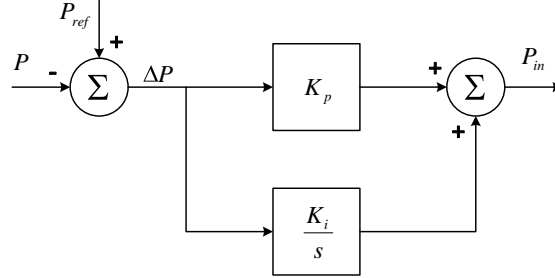 P_ref
+
P
-
Σ
ΔP
K_p
+
Σ
P_in
+
K_i
s